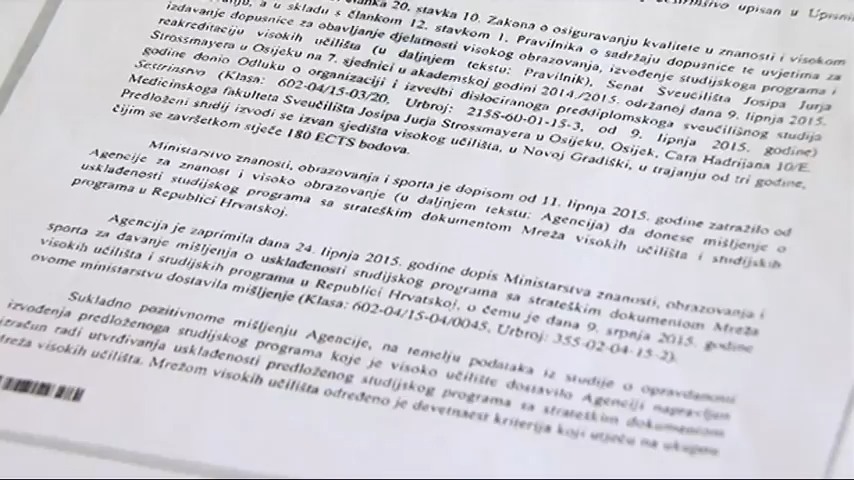 članka 20. stavka 10. Zakona o osiguravanju kvalitete u znanosti i visokom
a u skladu s člankom 12. stavkom 1. Pravilnika o sadržaju dopusnice te uvjetima za
izdavanje dopusnice za obavljanje djelatnosti visokog obrazovanja, izvođenje studijskoga programa i
reakreditaciju visokih učilišta (u daljnjem tekstu: Pravilnik), Senat Sveučilišta Josipa Jurja
Strossmayera u Osijeku na 7. sjednici u akademskoj godini 2014./2015. održanoj dana 9. lipnja 2015.
godine donio Odluku o organizaciji i izvedbi dislociranoga preddiplomskoga sveučilišnog studija
Sestrinstvo (Klasa: 602-04/15-03/20. Urbroj: 2158-60-01-15-3, od 9. lipnja 2015. godine)
Medicinskoga fakulteta Sveučilišta Josipa Jurja Strossmayera u Osijeku, Osijek, Cara Hadrijana 10/E.
Predloženi studij izvodi se izvan sjedišta visokog učilišta, u Novoj Gradiški, u trajanju od tri godine,
čijim se završetkom stječe 180 ECTS bodova.
Ministarstvo znanosti, obrazovanja i sporta je dopisom od 11. lipnja 2015. godine zatražilo od
Agencije za znanost i visoko obrazovanje (u daljnjem tekstu: Agencija) da donese mišljenje o
usklađenosti studijskog programa sa strateškim dokumentom Mreža visokih učilišta i studijskih
programa u Republici Hrvatskoj.
Agencija je zaprimila dana 24. lipnja 2015. godine dopis Ministarstva znanosti, obrazovanja i
sporta za davanje mišljenja o usklađenosti studijskog programa sa strateškim dokumentom Mreža
visokih učilišta i studijskih programa u Republici Hrvatskoj, o čemu je dana 9. srpnja 2015. godine
ovome ministarstvu dostavila mišljenje (Klasa: 602-04/15-04/0045, Urbroj: 355-02-04-15-2).
Sukladno pozitivnome mišljenju Agencije, na temelju podataka iz studije o opravdanosti
izvođenja predloženoga studijskog programa koje je visoko učilište dostavilo Agenciji napravljen
izračun radi utvrđivanja usklađenosti predloženog studijskog programa sa strateškim dokumentom
Mreža visokih učilišta. Mrežom visokih učilišta određeno je devetnaest kriterija koji utječu na ukupnu